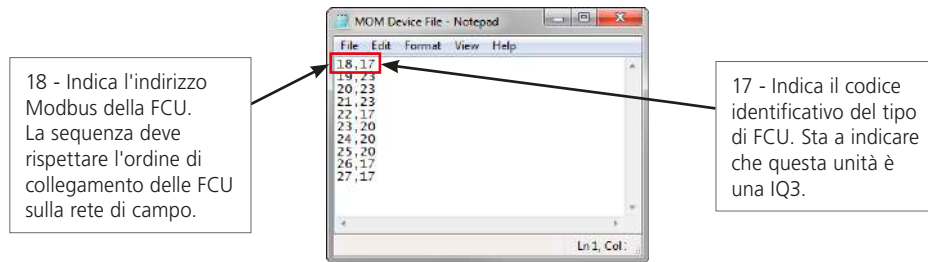 MOM Device File - Notepad
File Edit Format View Help
18,17
19,23
20,23
21,23
22,17
23,20
24,20
25,20
26,17
27,17
Ln 1, Col
18 - Indica l'indirizzo
Modbus della FCU.
La sequenza deve
rispettare l'ordine di
collegamento delle FCU
sulla rete di campo.
17 - Indica il codice
identificativo del tipo
di FCU. Sta a indicare
che questa unità è
una IQ3.